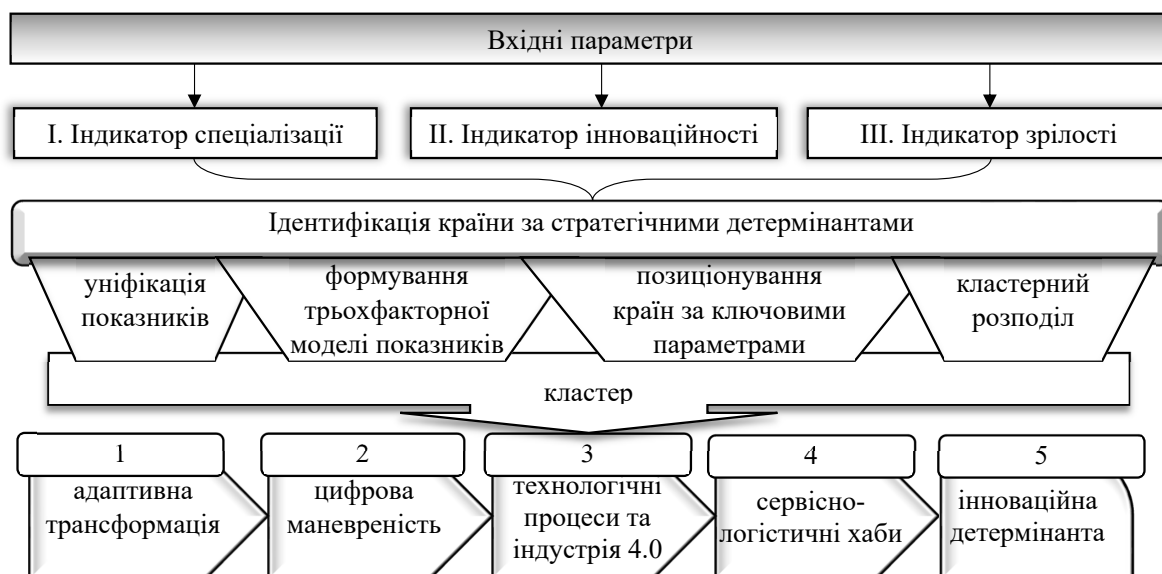 Вхідні параметри
І. Індикатор спеціалізації
ІІ. Індикатор інноваційності
ІІІ. Індикатор зрілості
Ідентифікація країни за стратегічними детермінантами
уніфікація
показників
формування
трьохфакторної
моделі показників
позиціонування
країн за ключовими
параметрами
кластерний
розподіл
кластер
1
адаптивна
трансформація
2
цифрова
маневреність
3
технологічні
процеси та
індустрія 4.0
4
сервісно-
логістичні хаби
5
інноваційна
детермінанта